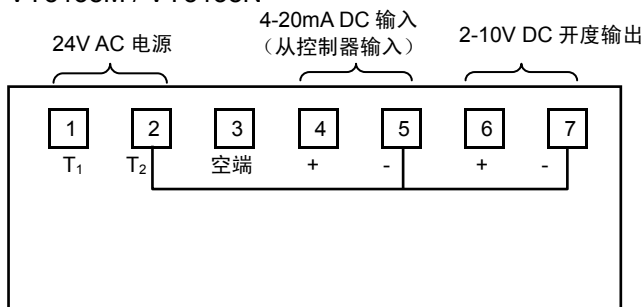 4-20mA DC 输入
24V AC 电源
（从控制器输入）
2-10V DC 开度输出
1 2 3 4 5 6 7
T₁ T₂ 空端 + - + -